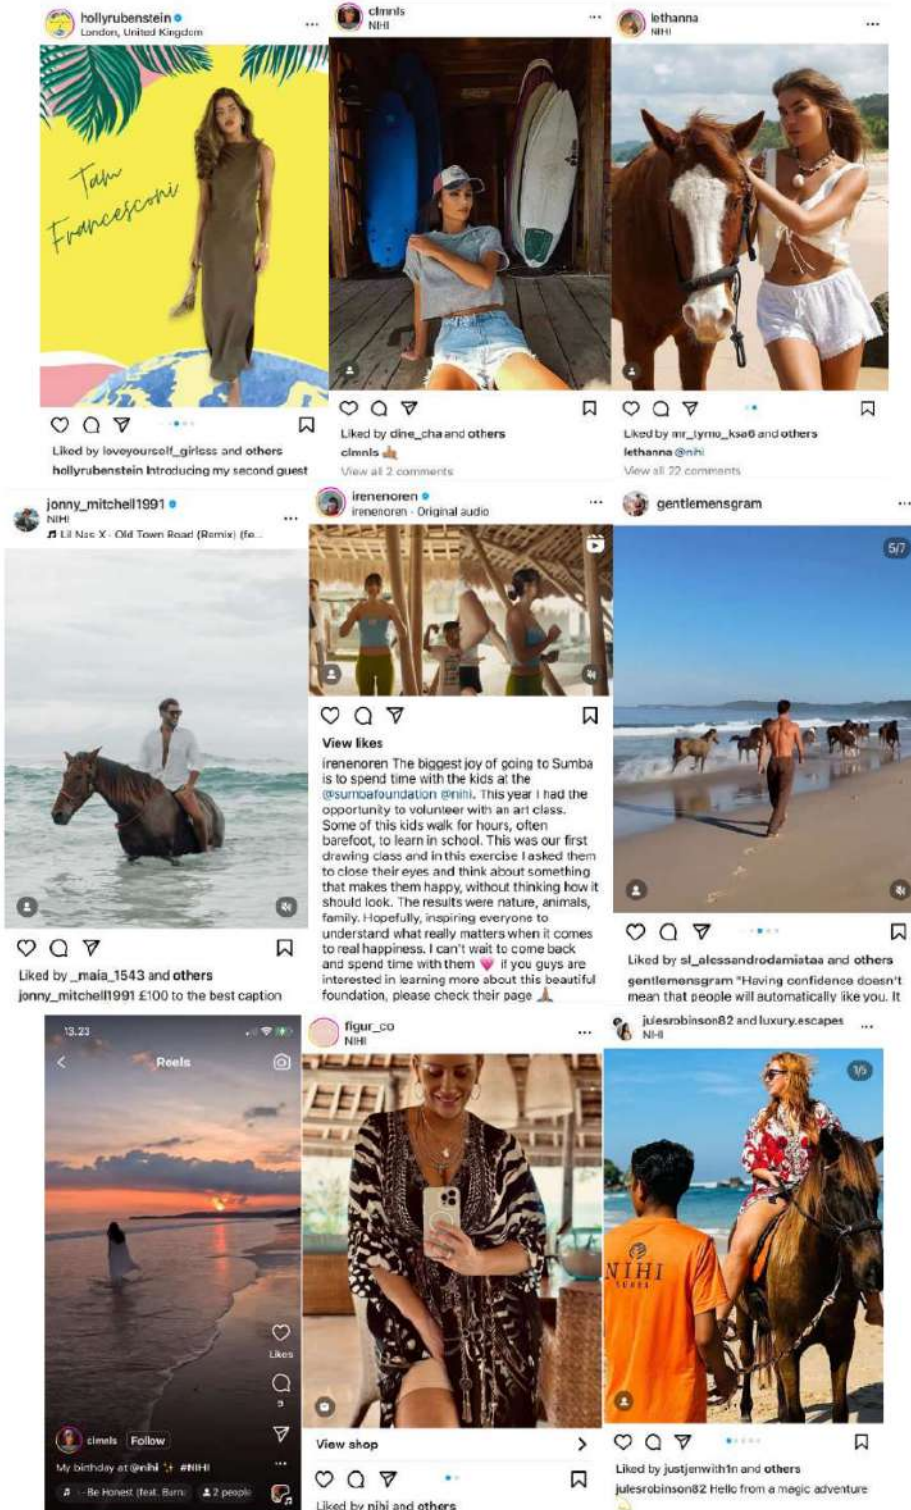 hollyrubenstein
London, United Kingdom
Tam
Francesconi
Liked by loveyourself_girlsss and others
hollyrubenstein Introducing my second guest
clmnls
NIHI
Liked by dine_cha and others
clmnls
View all 2 comments
lethanna
NIHI
Liked by mr_tymo_ksa6 and others
lethanna @nihi
View all 22 comments
jonny_mitchell1991
NIHI
Lil Nas X · Old Town Road (Remix) (fe...
Liked by _maia_1543 and others
jonny_mitchell1991 £100 to the best caption
irenenoren
irenenoren · Original audio
View likes
irenenoren The biggest joy of going to Sumba
is to spend time with the kids at the
@sumbafoundation @nihi. This year I had the
opportunity to volunteer with an art class.
Some of this kids walk for hours, often
barefoot, to learn in school. This was our first
drawing class and in this exercise I asked them
to close their eyes and think about something
that makes them happy, without thinking how it
should look. The results were nature, animals,
family. Hopefully, inspiring everyone to
understand what really matters when it comes
to real happiness. I can't wait to come back
and spend time with them 💗 if you guys are
interested in learning more about this beautiful
foundation, please check their page 🙏
gentlemensgram
5/7
Liked by sl_alessandrodamiataa and others
gentlemensgram "Having confidence doesn't
mean that people will automatically like you. It
13.23
Reels
Likes
9
clmnls Follow
My birthday at @nihi ✨ #NIHI
Be Honest (feat. Burn 2 people
figur_co
NIHI
View shop
Liked by nihi and others
julesrobinson82 and luxury.escapes
NIHI
1/5
NIHI
SUMBA
Liked by justjenwith1n and others
julesrobinson82 Hello from a magic adventure